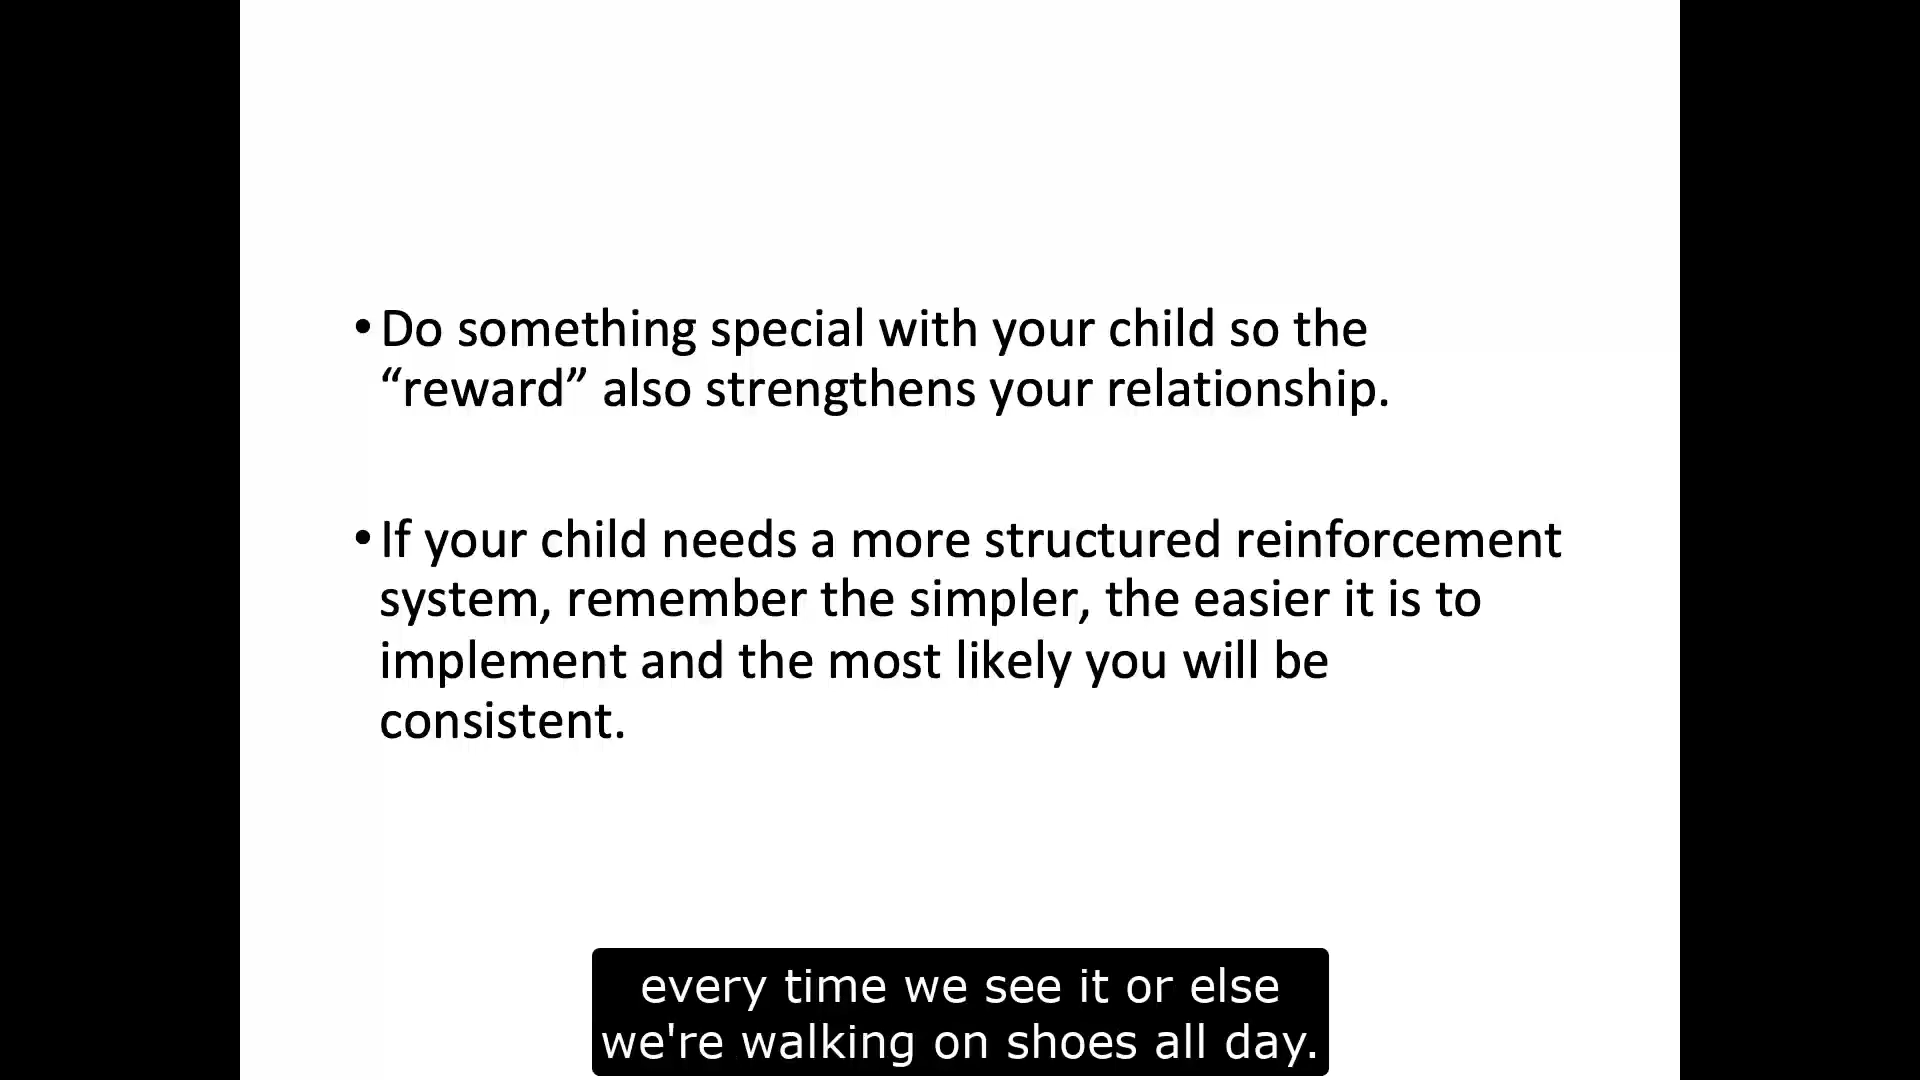 • Do something special with your child so the
“reward” also strengthens your relationship.
• If your child needs a more structured reinforcement
system, remember the simpler, the easier it is to
implement and the most likely you will be
consistent.
every time we see it or else
we're walking on shoes all day.